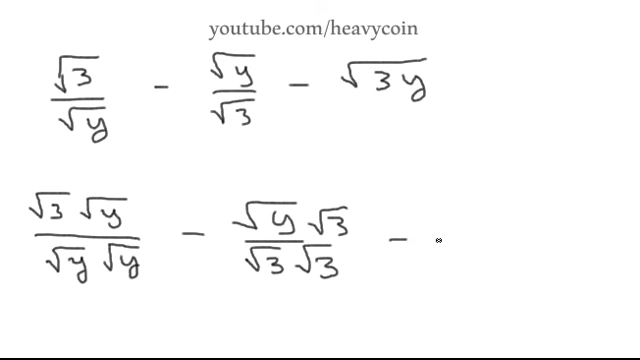 youtube.com/heavycoin
√3/√y - √y/√3 - √3y
√3 √y/√y √y - √y √3/√3 √3 -